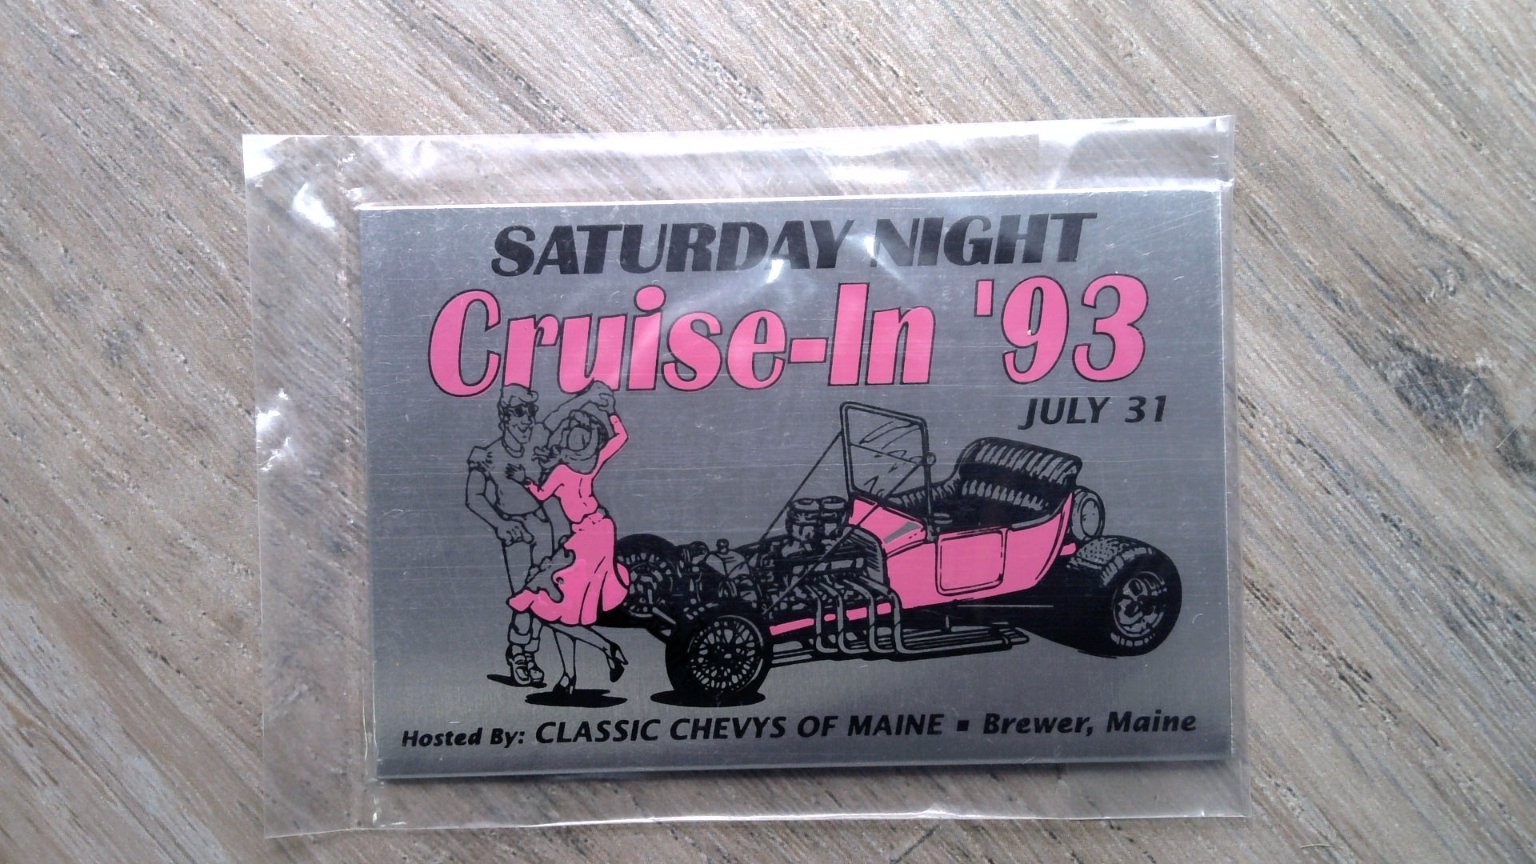 SATURDAY NIGHT
Cruise-In '93
JULY 31
Hosted By: CLASSIC CHEVYS OF MAINE ▪ Brewer, Maine